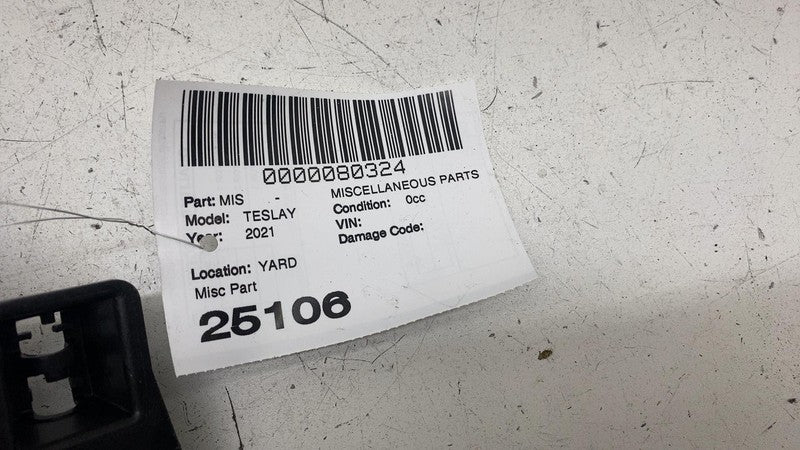 0000080324
Part: MIS - MISCELLANEOUS PARTS
Model: TESLAY Condition: 0cc
Year: 2021 VIN:
Damage Code:
Location: YARD
Misc Part
25106